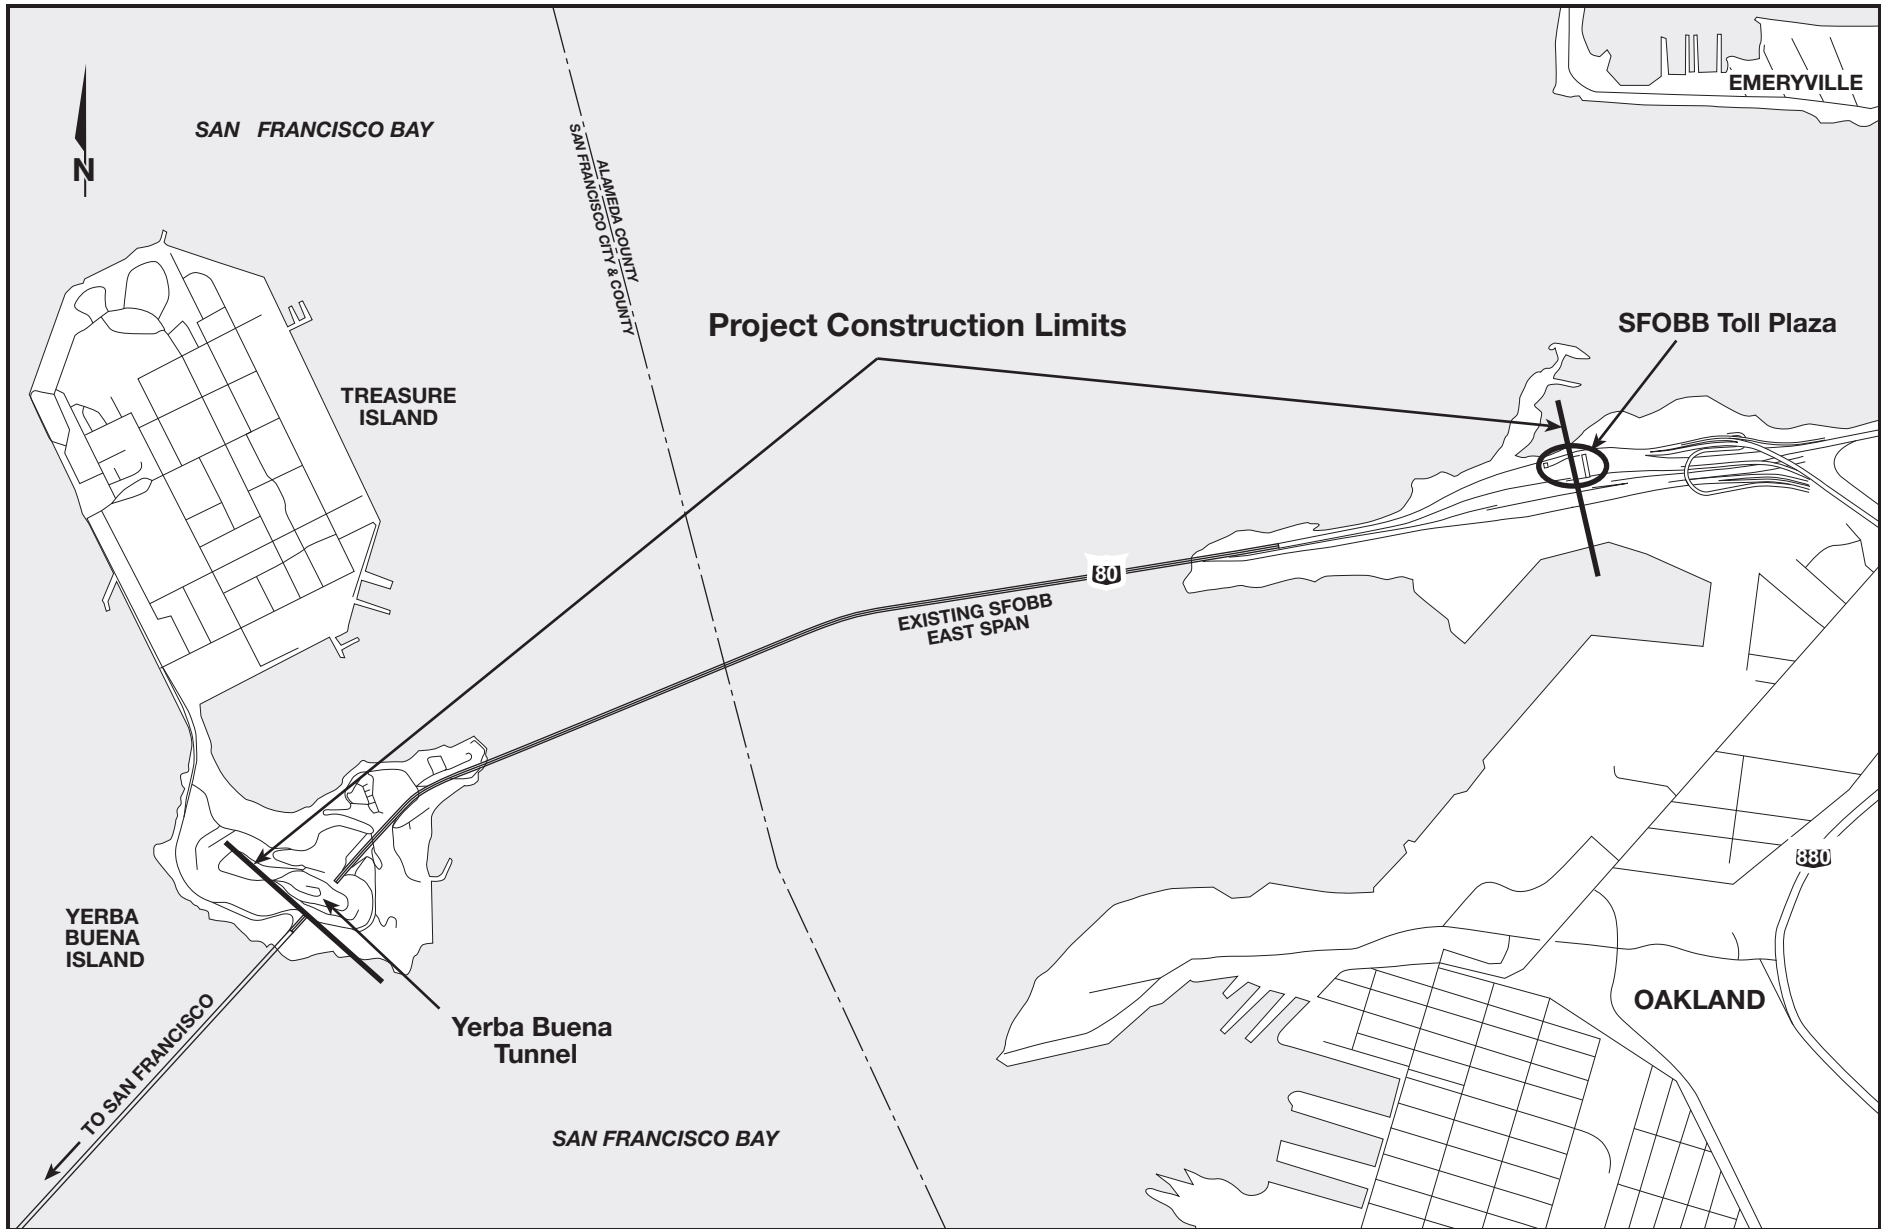 EMERYVILLE
SAN FRANCISCO BAY
N
ALAMEDA COUNTY
SAN FRANCISCO CITY & COUNTY
Project Construction Limits
SFOBB Toll Plaza
TREASURE
ISLAND
80
EXISTING SFOBB
EAST SPAN
880
YERBA
BUENA
ISLAND
OAKLAND
Yerba Buena
Tunnel
TO SAN FRANCISCO
SAN FRANCISCO BAY